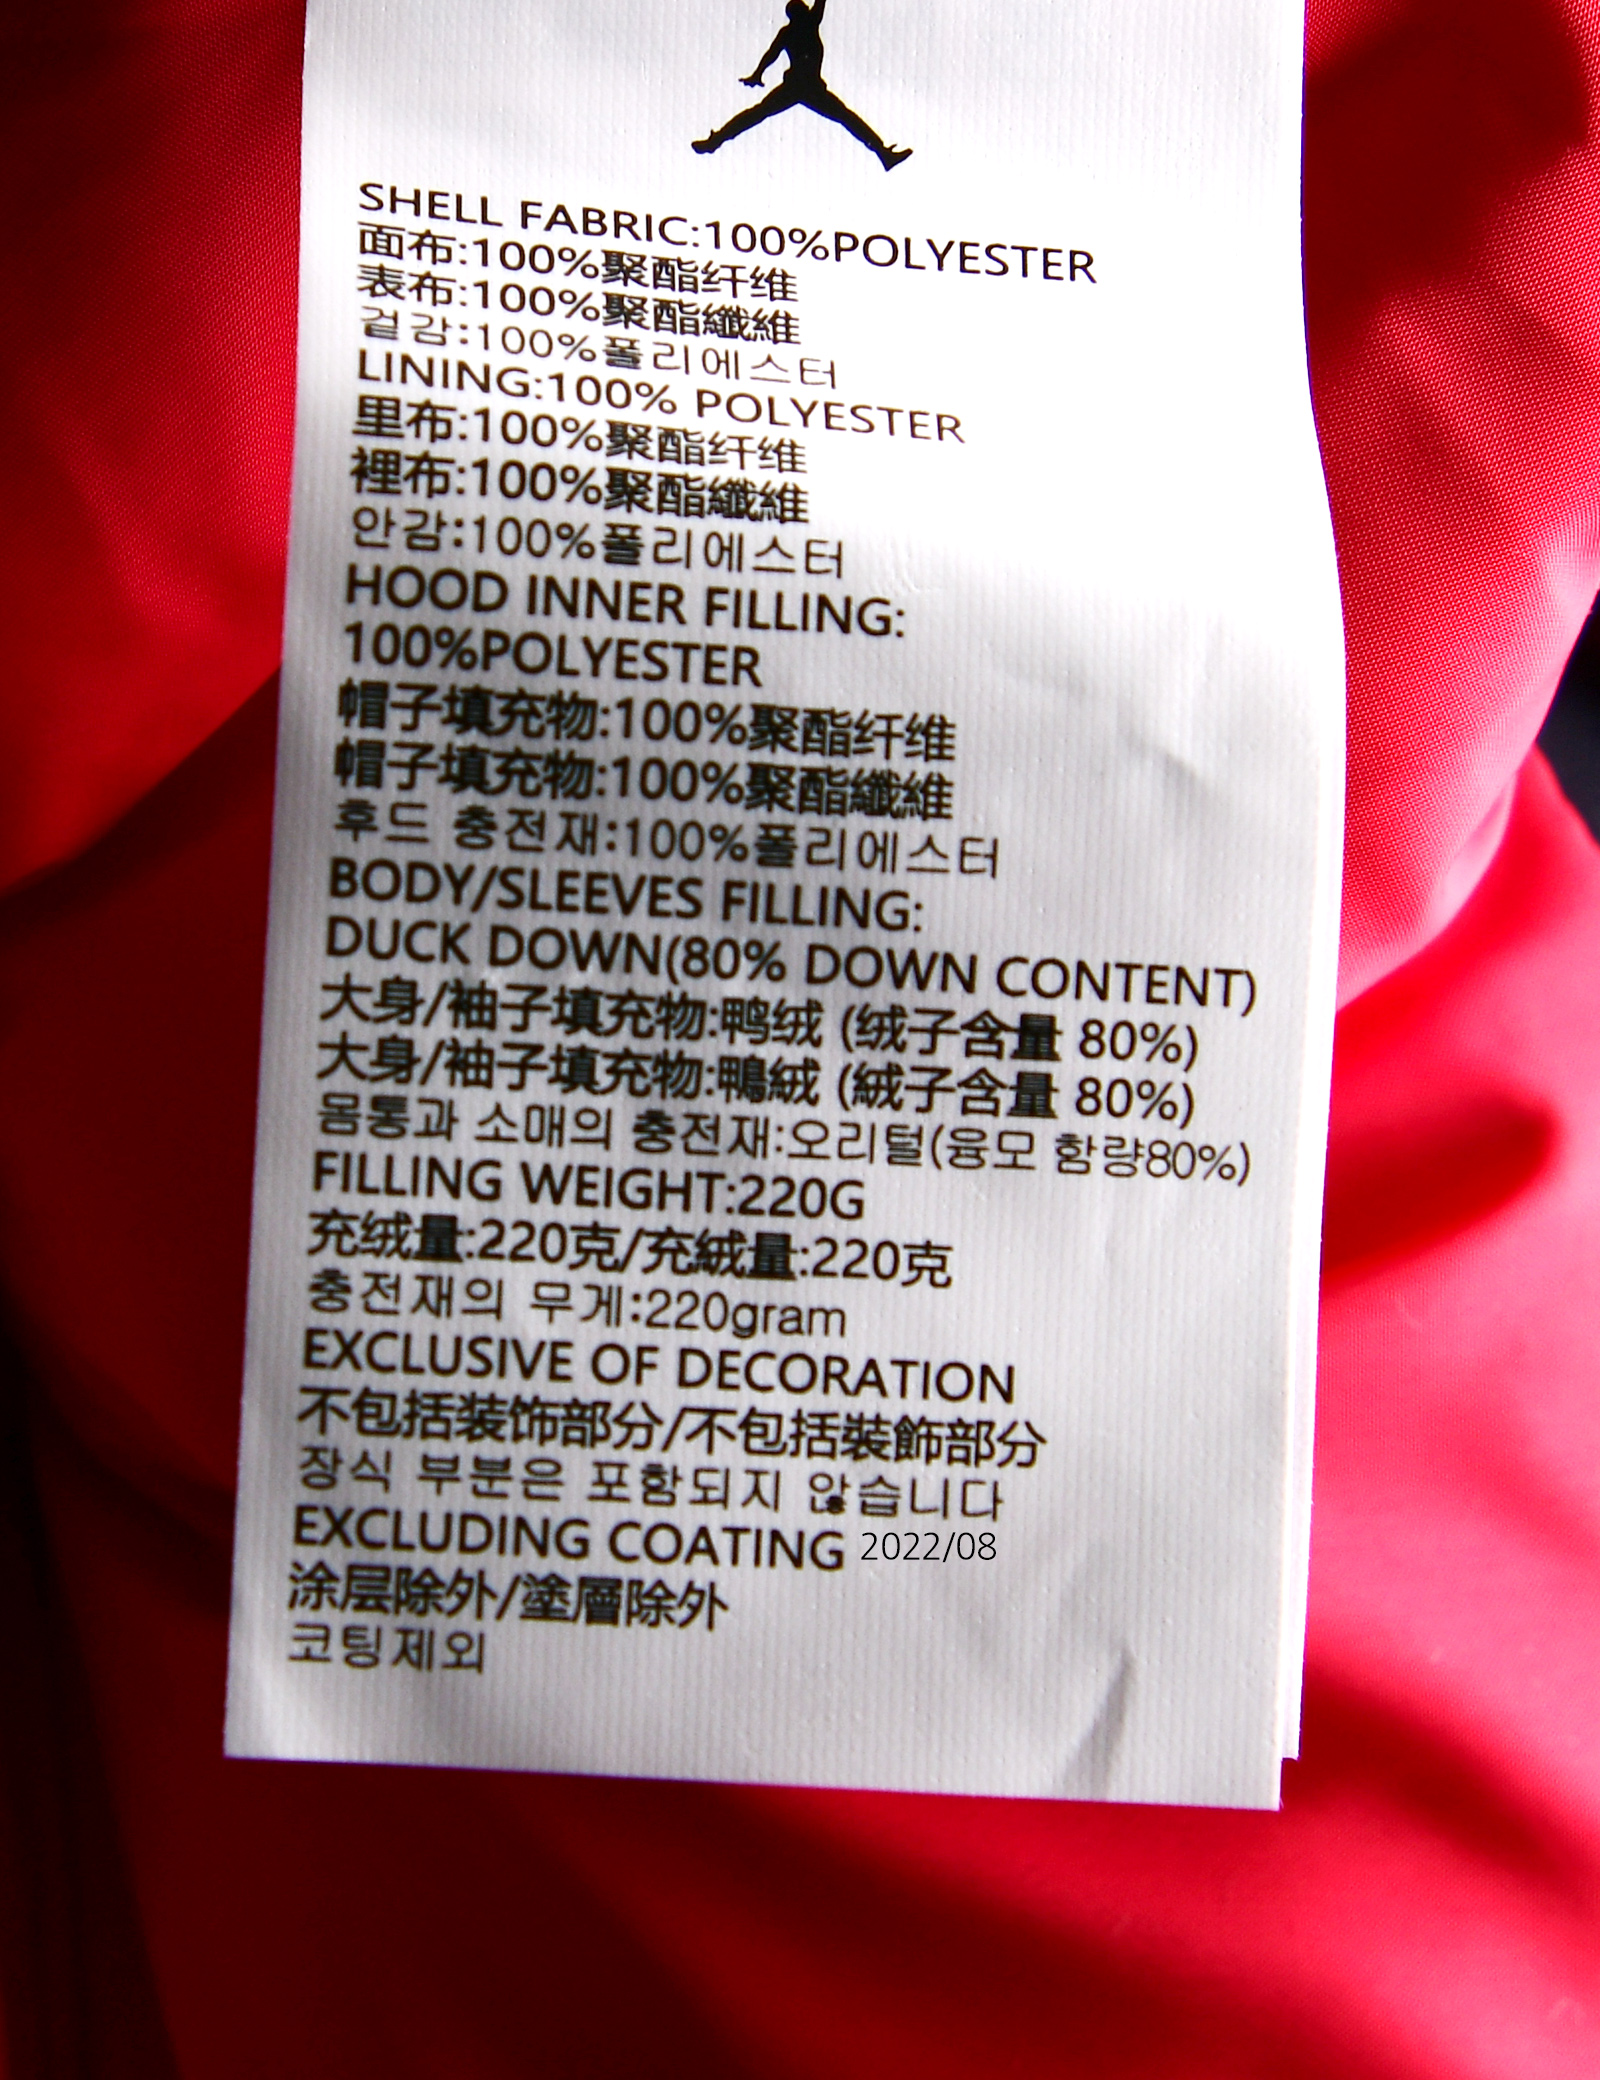 SHELL FABRIC:100%POLYESTER
面布:100%聚酯纤维
表布:100%聚酯纖維
겉감:100%폴리에스터
LINING:100% POLYESTER
里布:100%聚酯纤维
裡布:100%聚酯纖維
안감:100%폴리에스터
HOOD INNER FILLING:
100%POLYESTER
帽子填充物:100%聚酯纤维
帽子填充物:100%聚酯纖維
후드 충전재:100%폴리에스터
BODY/SLEEVES FILLING:
DUCK DOWN(80% DOWN CONTENT)
大身/袖子填充物:鸭绒 (绒子含量 80%)
大身/袖子填充物:鴨絨 (絨子含量 80%)
몸통과 소매의 충전재:오리털(융모 함량80%)
FILLING WEIGHT:220G
充绒量:220克/充絨量:220克
충전재의 무게:220gram
EXCLUSIVE OF DECORATION
不包括装饰部分/不包括裝飾部分
장식 부분은 포함되지 않습니다
EXCLUDING COATING 2022/08
涂层除外/塗層除外
코팅제외